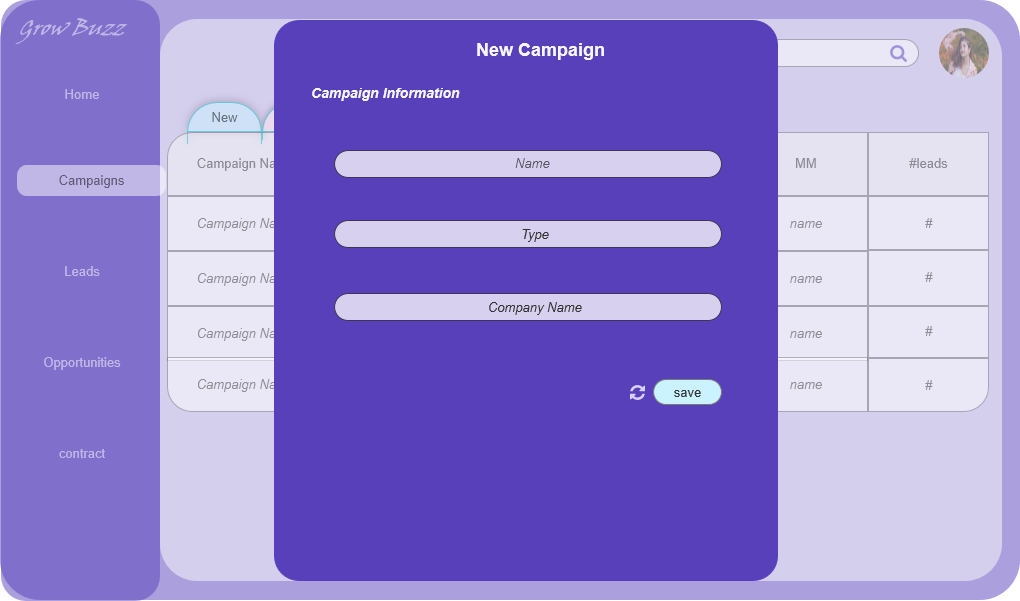 Grow Buzz
Home
Campaigns
Leads
Opportunities
contract
New
Campaign Na
MM
#leads
Campaign Na
name
#
Campaign Na
name
#
Campaign Na
name
#
Campaign Na
name
#
New Campaign
Campaign Information
Name
Type
Company Name
save